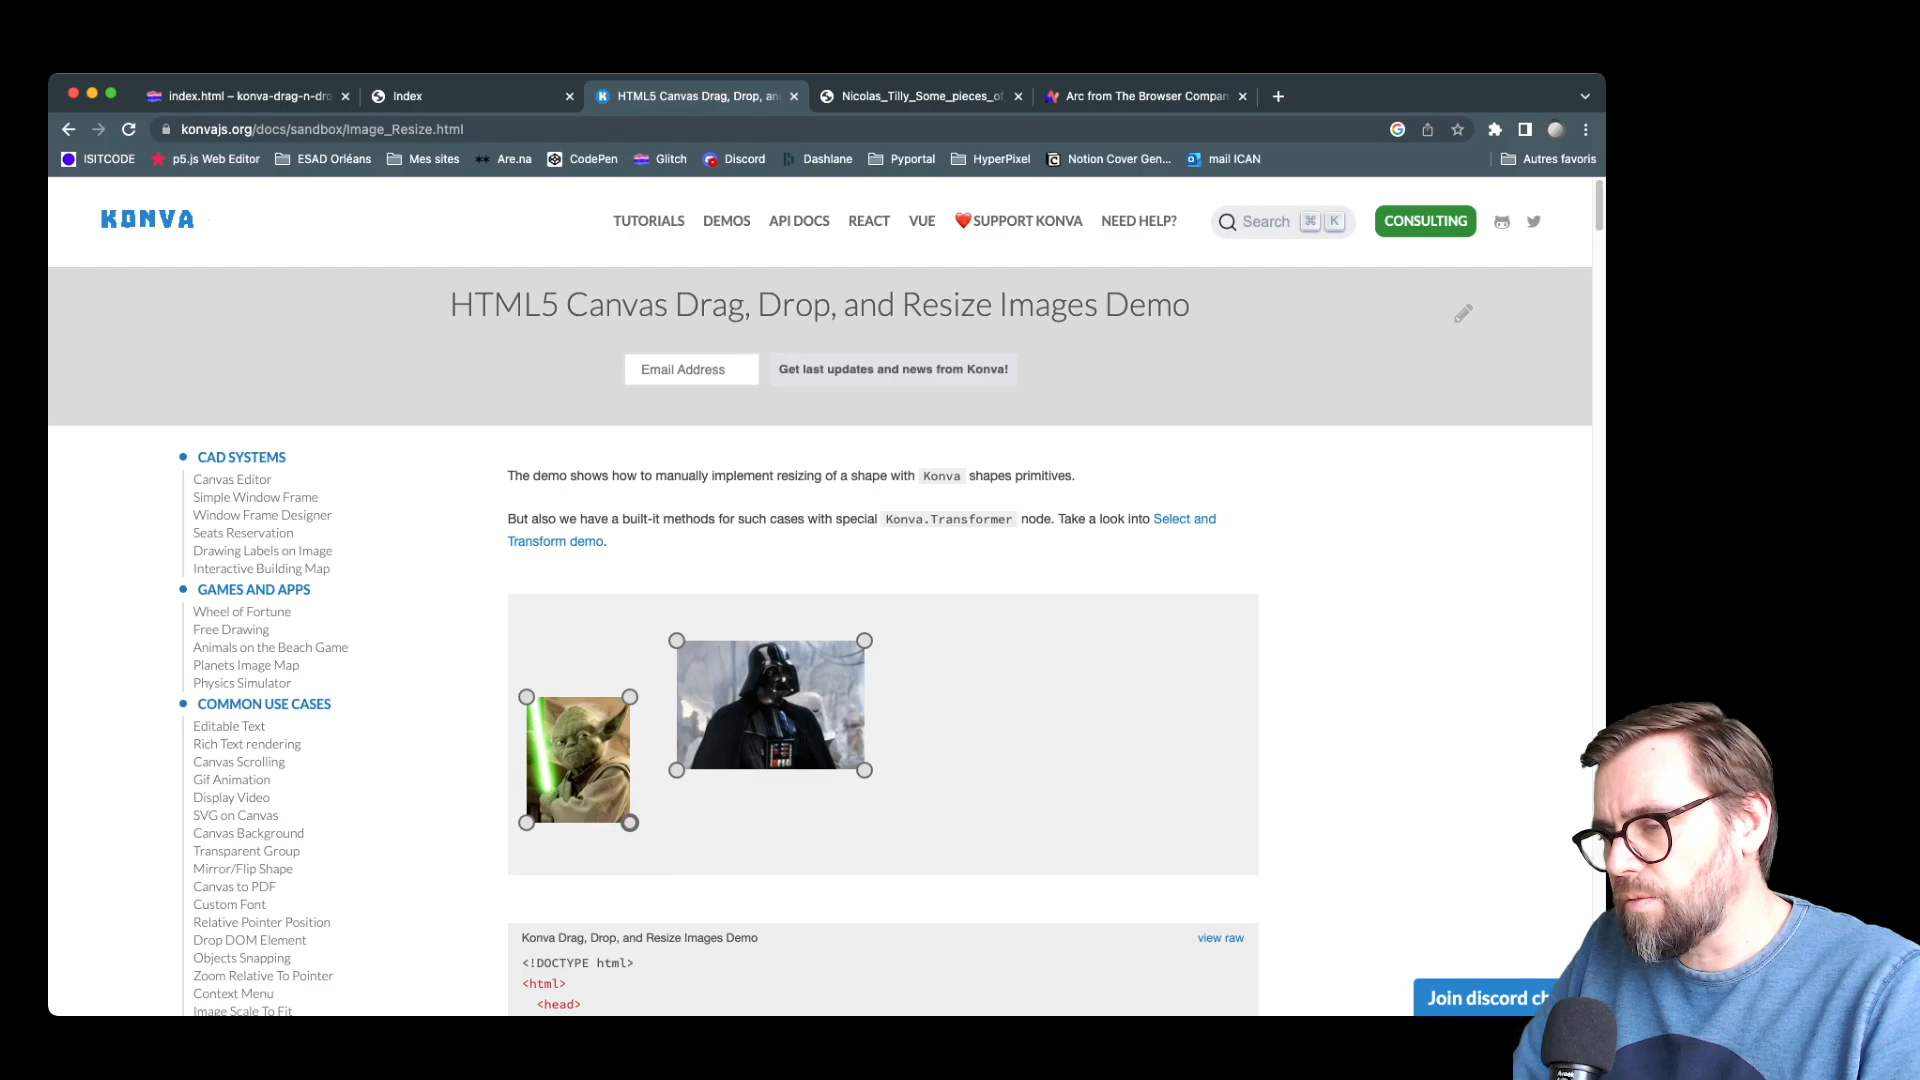 index.html – konva-drag-n-dro
Index
HTML5 Canvas Drag, Drop, an
Nicolas_Tilly_Some_pieces_of
Arc from The Browser Compan
konvajs.org/docs/sandbox/Image_Resize.html
ISITCODE
p5.js Web Editor
ESAD Orléans
Mes sites
Are.na
CodePen
Glitch
Discord
Dashlane
Pyportal
HyperPixel
Notion Cover Gen...
mail ICAN
Autres favoris
KONVA
TUTORIALS
DEMOS
API DOCS
REACT
VUE
SUPPORT KONVA
NEED HELP?
Search ⌘ K
CONSULTING
HTML5 Canvas Drag, Drop, and Resize Images Demo
Email Address
Get last updates and news from Konva!
CAD SYSTEMS
Canvas Editor
Simple Window Frame
Window Frame Designer
Seats Reservation
Drawing Labels on Image
Interactive Building Map
GAMES AND APPS
Wheel of Fortune
Free Drawing
Animals on the Beach Game
Planets Image Map
Physics Simulator
COMMON USE CASES
Editable Text
Rich Text rendering
Canvas Scrolling
Gif Animation
Display Video
SVG on Canvas
Canvas Background
Transparent Group
Mirror/Flip Shape
Canvas to PDF
Custom Font
Relative Pointer Position
Drop DOM Element
Objects Snapping
Zoom Relative To Pointer
Context Menu
Image Scale To Fit
The demo shows how to manually implement resizing of a shape with Konva shapes primitives.
But also we have a built-it methods for such cases with special Konva.Transformer node. Take a look into Select and
Transform demo.
Konva Drag, Drop, and Resize Images Demo
view raw
<!DOCTYPE html>
<html>
<head>
Join discord ch